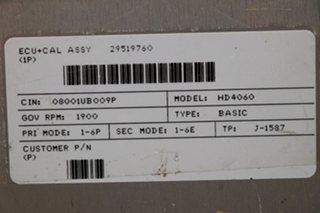 ECU+CAL ASSY 29519760
(1P)
CIN: 08001UB009P MODEL: HD4060
GOV RPM: 1900 TYPE: BASIC
PRI MODE: 1-6P SEC MODE: 1-6E TP: J-1587
CUSTOMER P/N
(P)